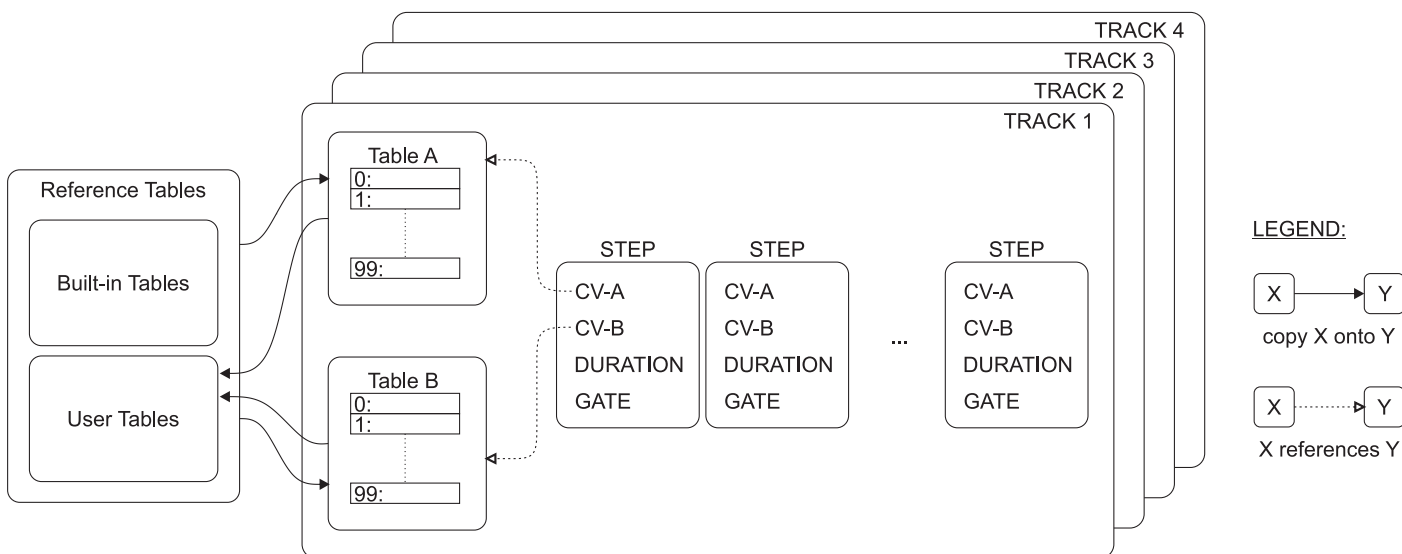 TRACK 4
TRACK 3
TRACK 2
TRACK 1
Reference Tables
Built-in Tables
User Tables
Table A
0:
1:
99:
Table B
0:
1:
99:
STEP
CV-A
CV-B
DURATION
GATE
STEP
CV-A
CV-B
DURATION
GATE
...
STEP
CV-A
CV-B
DURATION
GATE
LEGEND:
X Y
copy X onto Y
X Y
X references Y